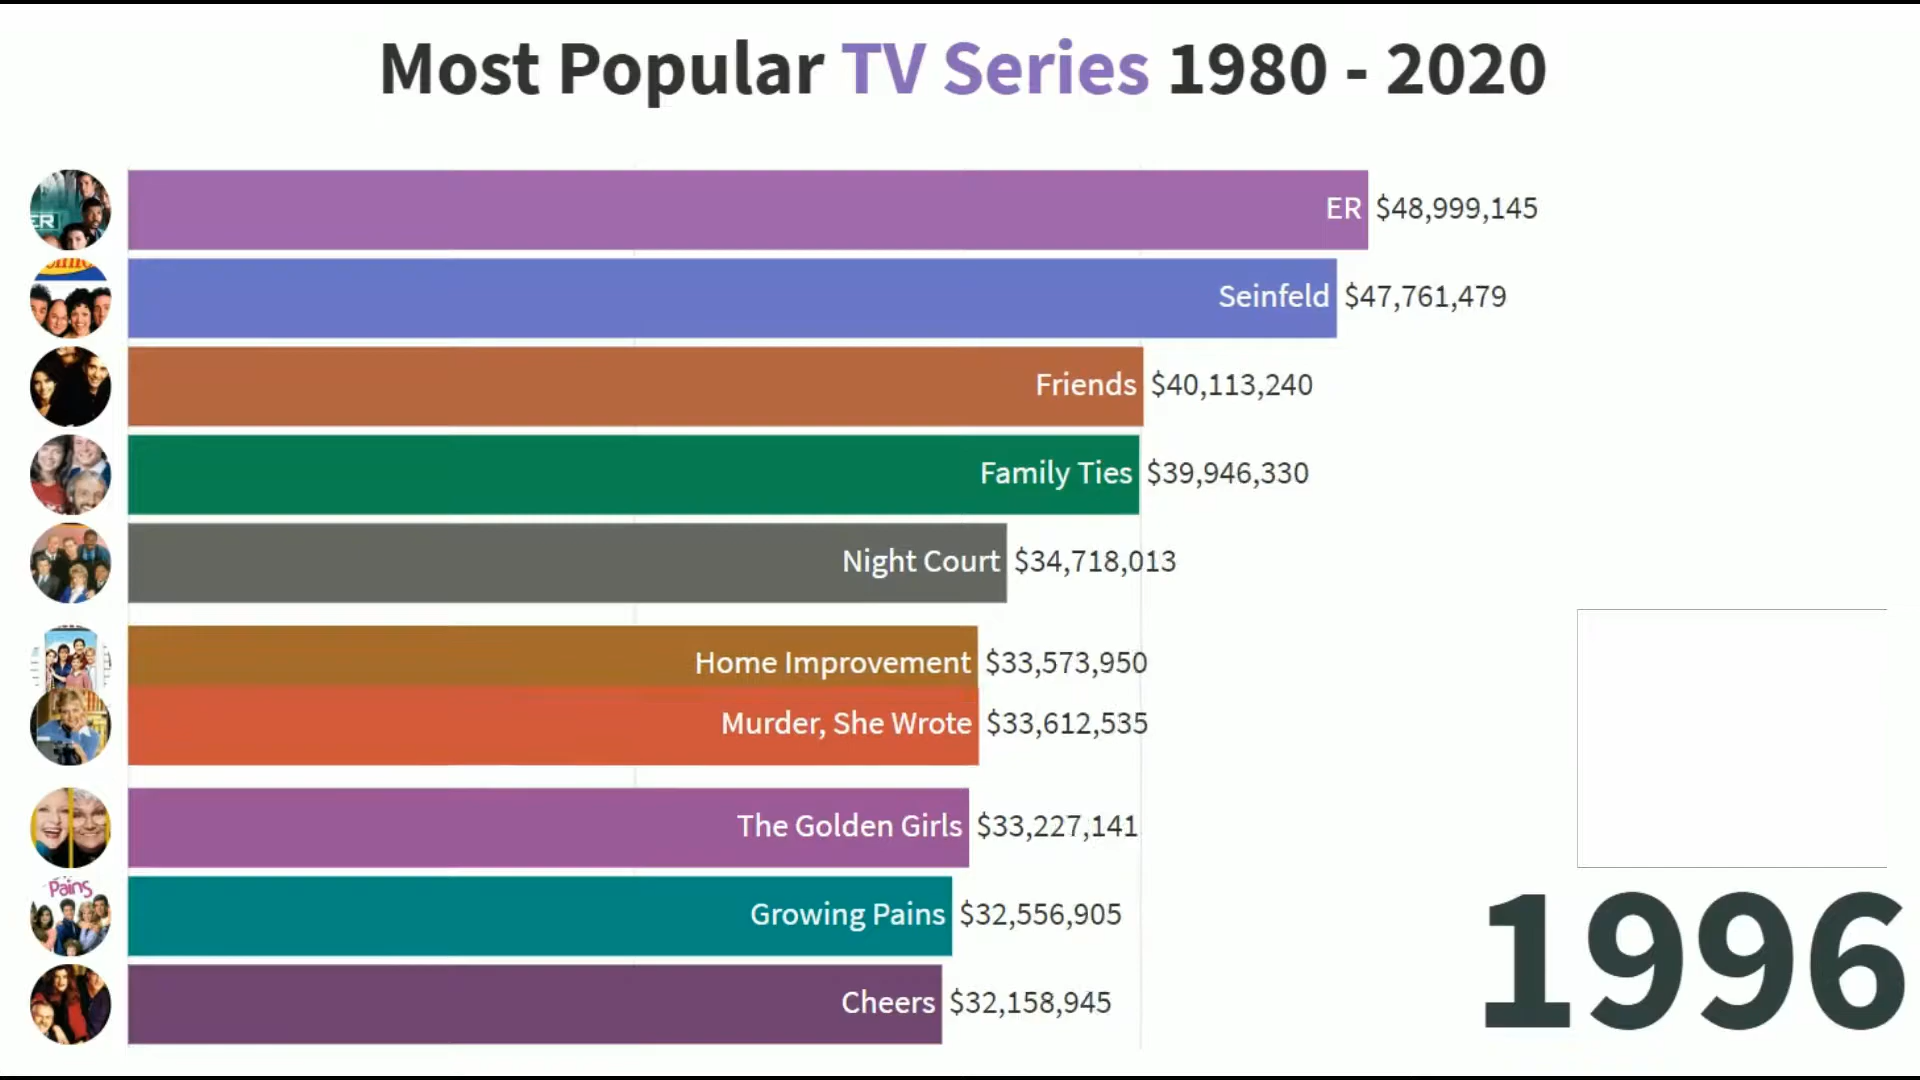 Most Popular TV Series 1980 - 2020
ER
ER $48,999,145
Seinfeld $47,761,479
Friends $40,113,240
Family Ties $39,946,330
Night Court $34,718,013
Home Improvement $33,573,950
Murder, She Wrote $33,612,535
The Golden Girls $33,227,141
Pains
Growing Pains $32,556,905
Cheers $32,158,945
1996